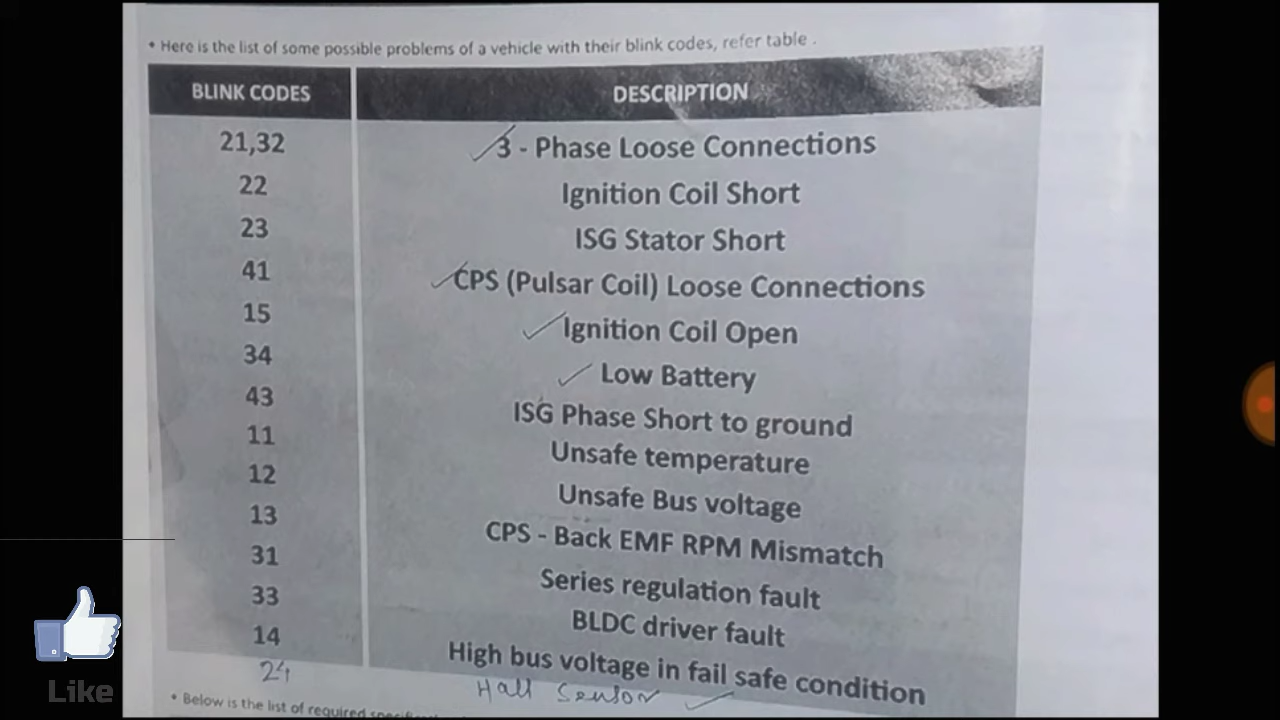 • Here is the list of some possible problems of a vehicle with their blink codes, refer table .
BLINK CODES DESCRIPTION
21,32 3 - Phase Loose Connections
22 Ignition Coil Short
23 ISG Stator Short
41 CPS (Pulsar Coil) Loose Connections
15 Ignition Coil Open
34 Low Battery
43 ISG Phase Short to ground
11 Unsafe temperature
12 Unsafe Bus voltage
13 CPS - Back EMF RPM Mismatch
31 Series regulation fault
33 BLDC driver fault
14 High bus voltage in fail safe condition
24 Hall Sensor
• Below is the list of required
Like